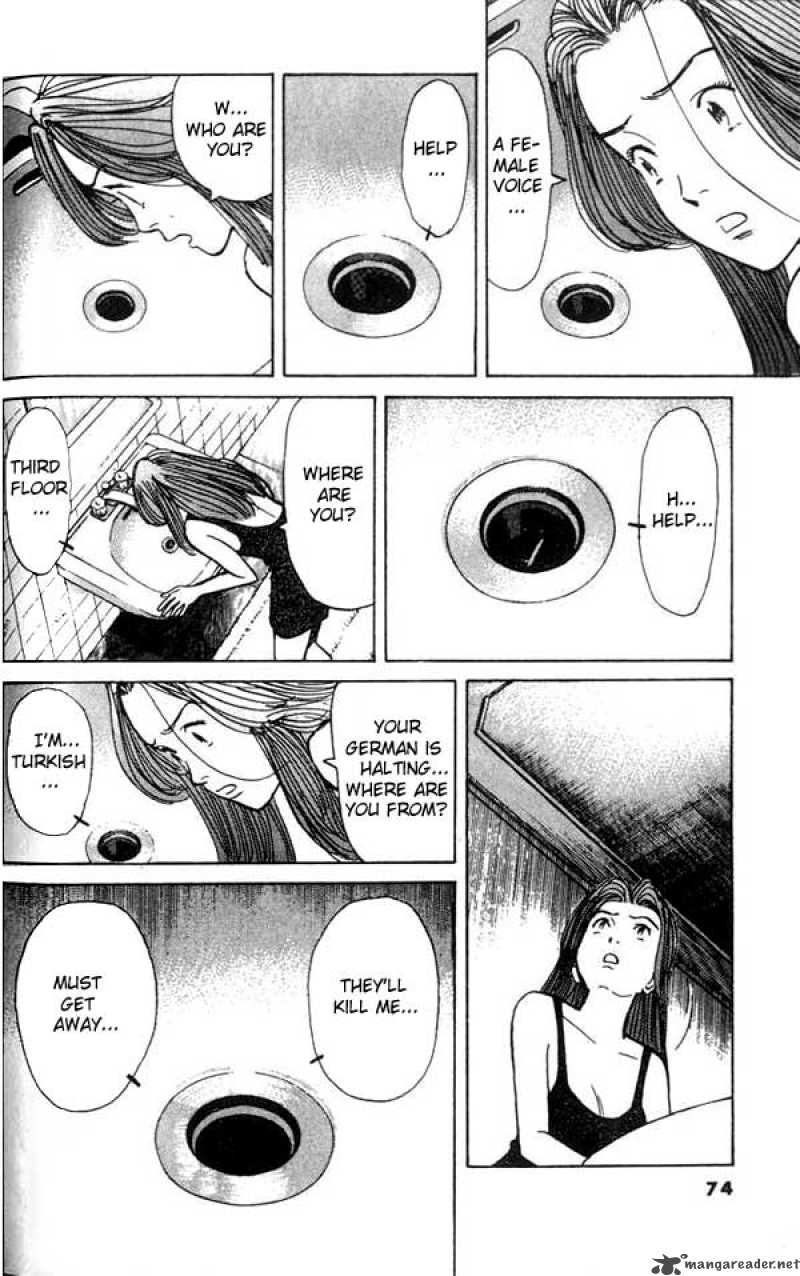 A FE-
MALE
VOICE
...
HELP
...
W...
WHO ARE
YOU?
H...
HELP...
WHERE
ARE
YOU?
THIRD
FLOOR
...
YOUR
GERMAN IS
HALTING...
WHERE ARE
YOU FROM?
I'M...
TURKISH
...
THEY'LL
KILL ME...
MUST
GET
AWAY...
74
mangareader.net